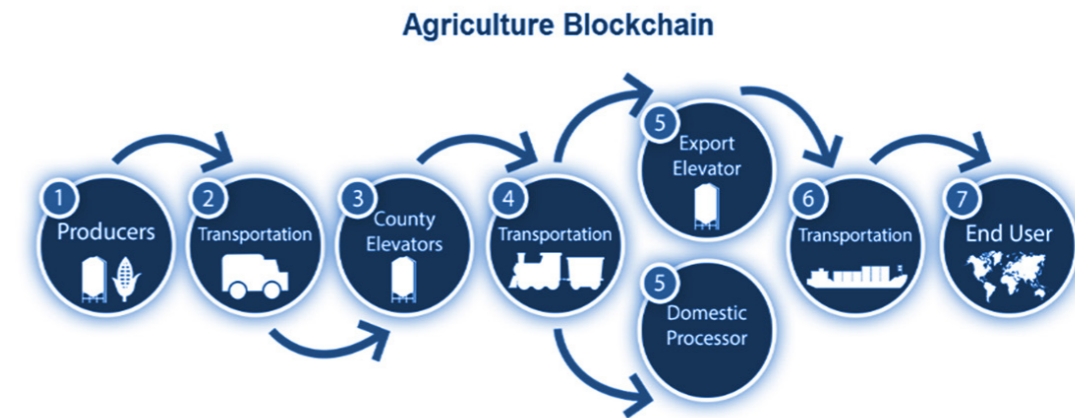 Agriculture Blockchain
1
Producers
2
Transportation
3
County
Elevators
4
Transportation
5
Export
Elevator
5
Domestic
Processor
6
Transportation
7
End User